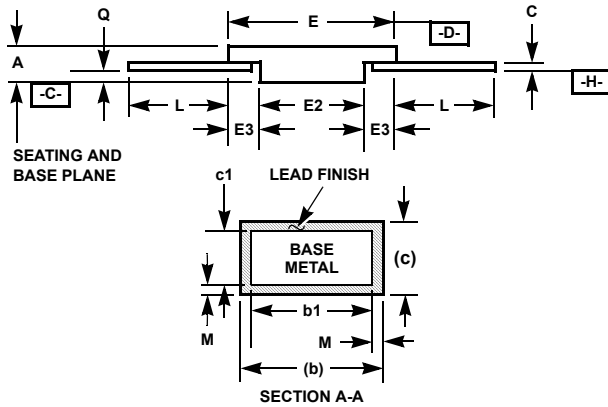 E
-D-
C
Q
A
-C-
-H-
L
E3
E2
E3
L
SEATING AND
BASE PLANE
c1
LEAD FINISH
BASE
METAL
(c)
b1
M
M
(b)
SECTION A-A